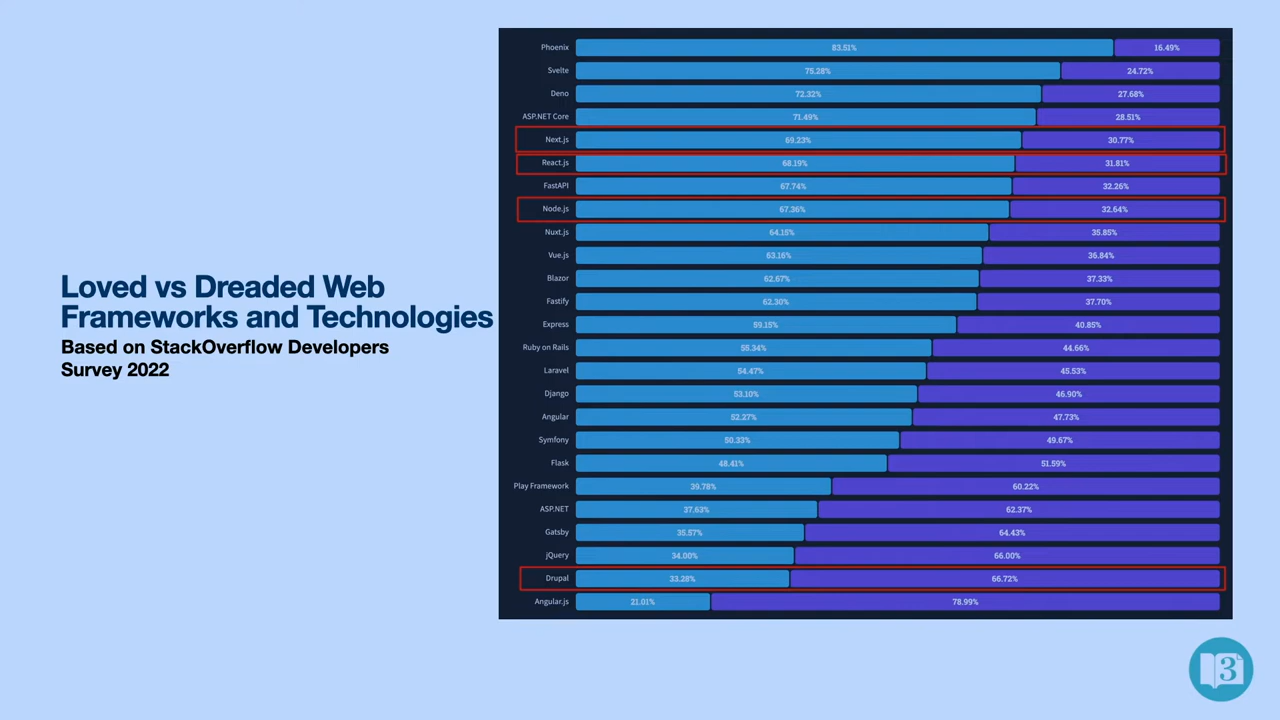 Loved vs Dreaded Web
Frameworks and Technologies
Based on StackOverflow Developers
Survey 2022
Phoenix 83.51% 16.49%
Svelte 75.28% 24.72%
Deno 72.32% 27.68%
ASP.NET Core 71.49% 28.51%
Next.js 69.23% 30.77%
React.js 68.19% 31.81%
FastAPI 67.74% 32.26%
Node.js 67.36% 32.64%
Nuxt.js 64.15% 35.85%
Vue.js 63.16% 36.84%
Blazor 62.67% 37.33%
Fastify 62.30% 37.70%
Express 59.15% 40.85%
Ruby on Rails 55.34% 44.66%
Laravel 54.47% 45.53%
Django 53.10% 46.90%
Angular 52.27% 47.73%
Symfony 50.33% 49.67%
Flask 48.41% 51.59%
Play Framework 39.78% 60.22%
ASP.NET 37.63% 62.37%
Gatsby 35.57% 64.43%
jQuery 34.00% 66.00%
Drupal 33.28% 66.72%
Angular.js 21.01% 78.99%
3